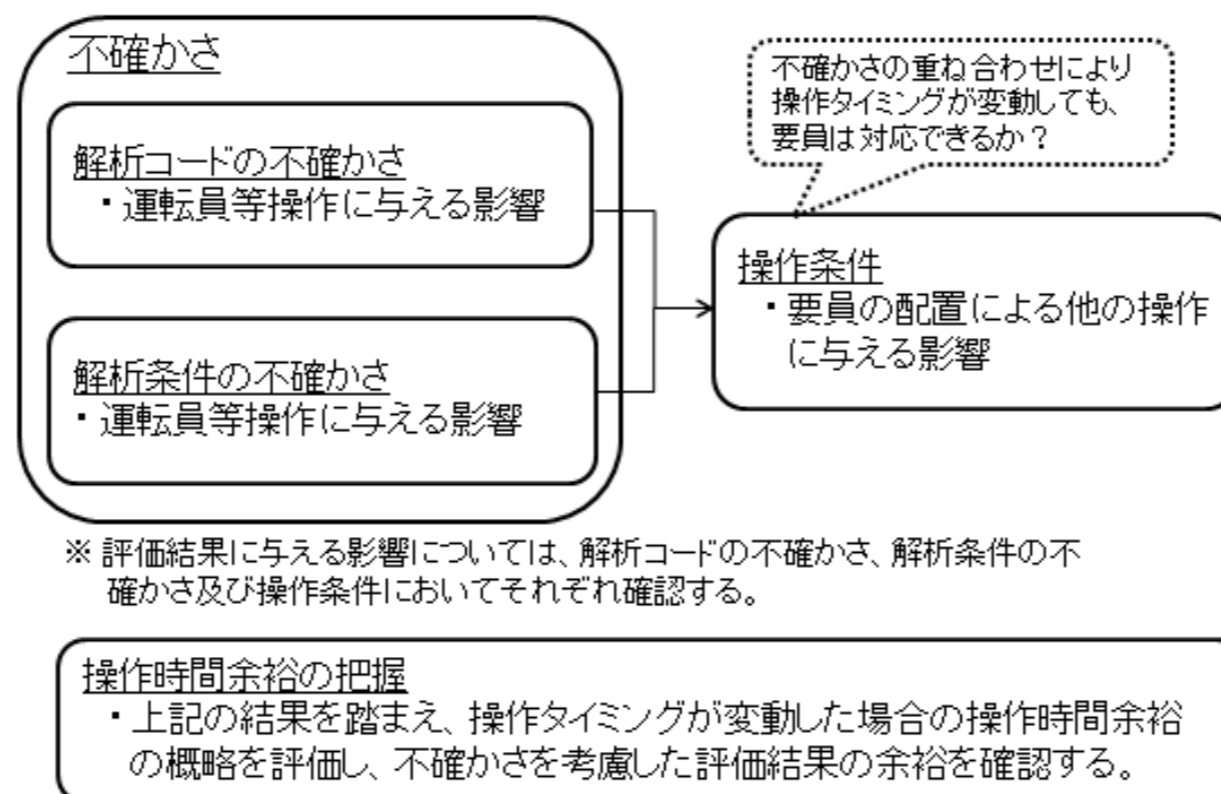 不確かさ
解析コードの不確かさ
・運転員等操作に与える影響
解析条件の不確かさ
・運転員等操作に与える影響
不確かさの重ね合わせにより
操作タイミングが変動しても、
要員は対応できるか？
操作条件
・要員の配置による他の操作
に与える影響
※ 評価結果に与える影響については、解析コードの不確かさ、解析条件の不
確かさ及び操作条件においてそれぞれ確認する。
操作時間余裕の把握
・上記の結果を踏まえ、操作タイミングが変動した場合の操作時間余裕
の概略を評価し、不確かさを考慮した評価結果の余裕を確認する。